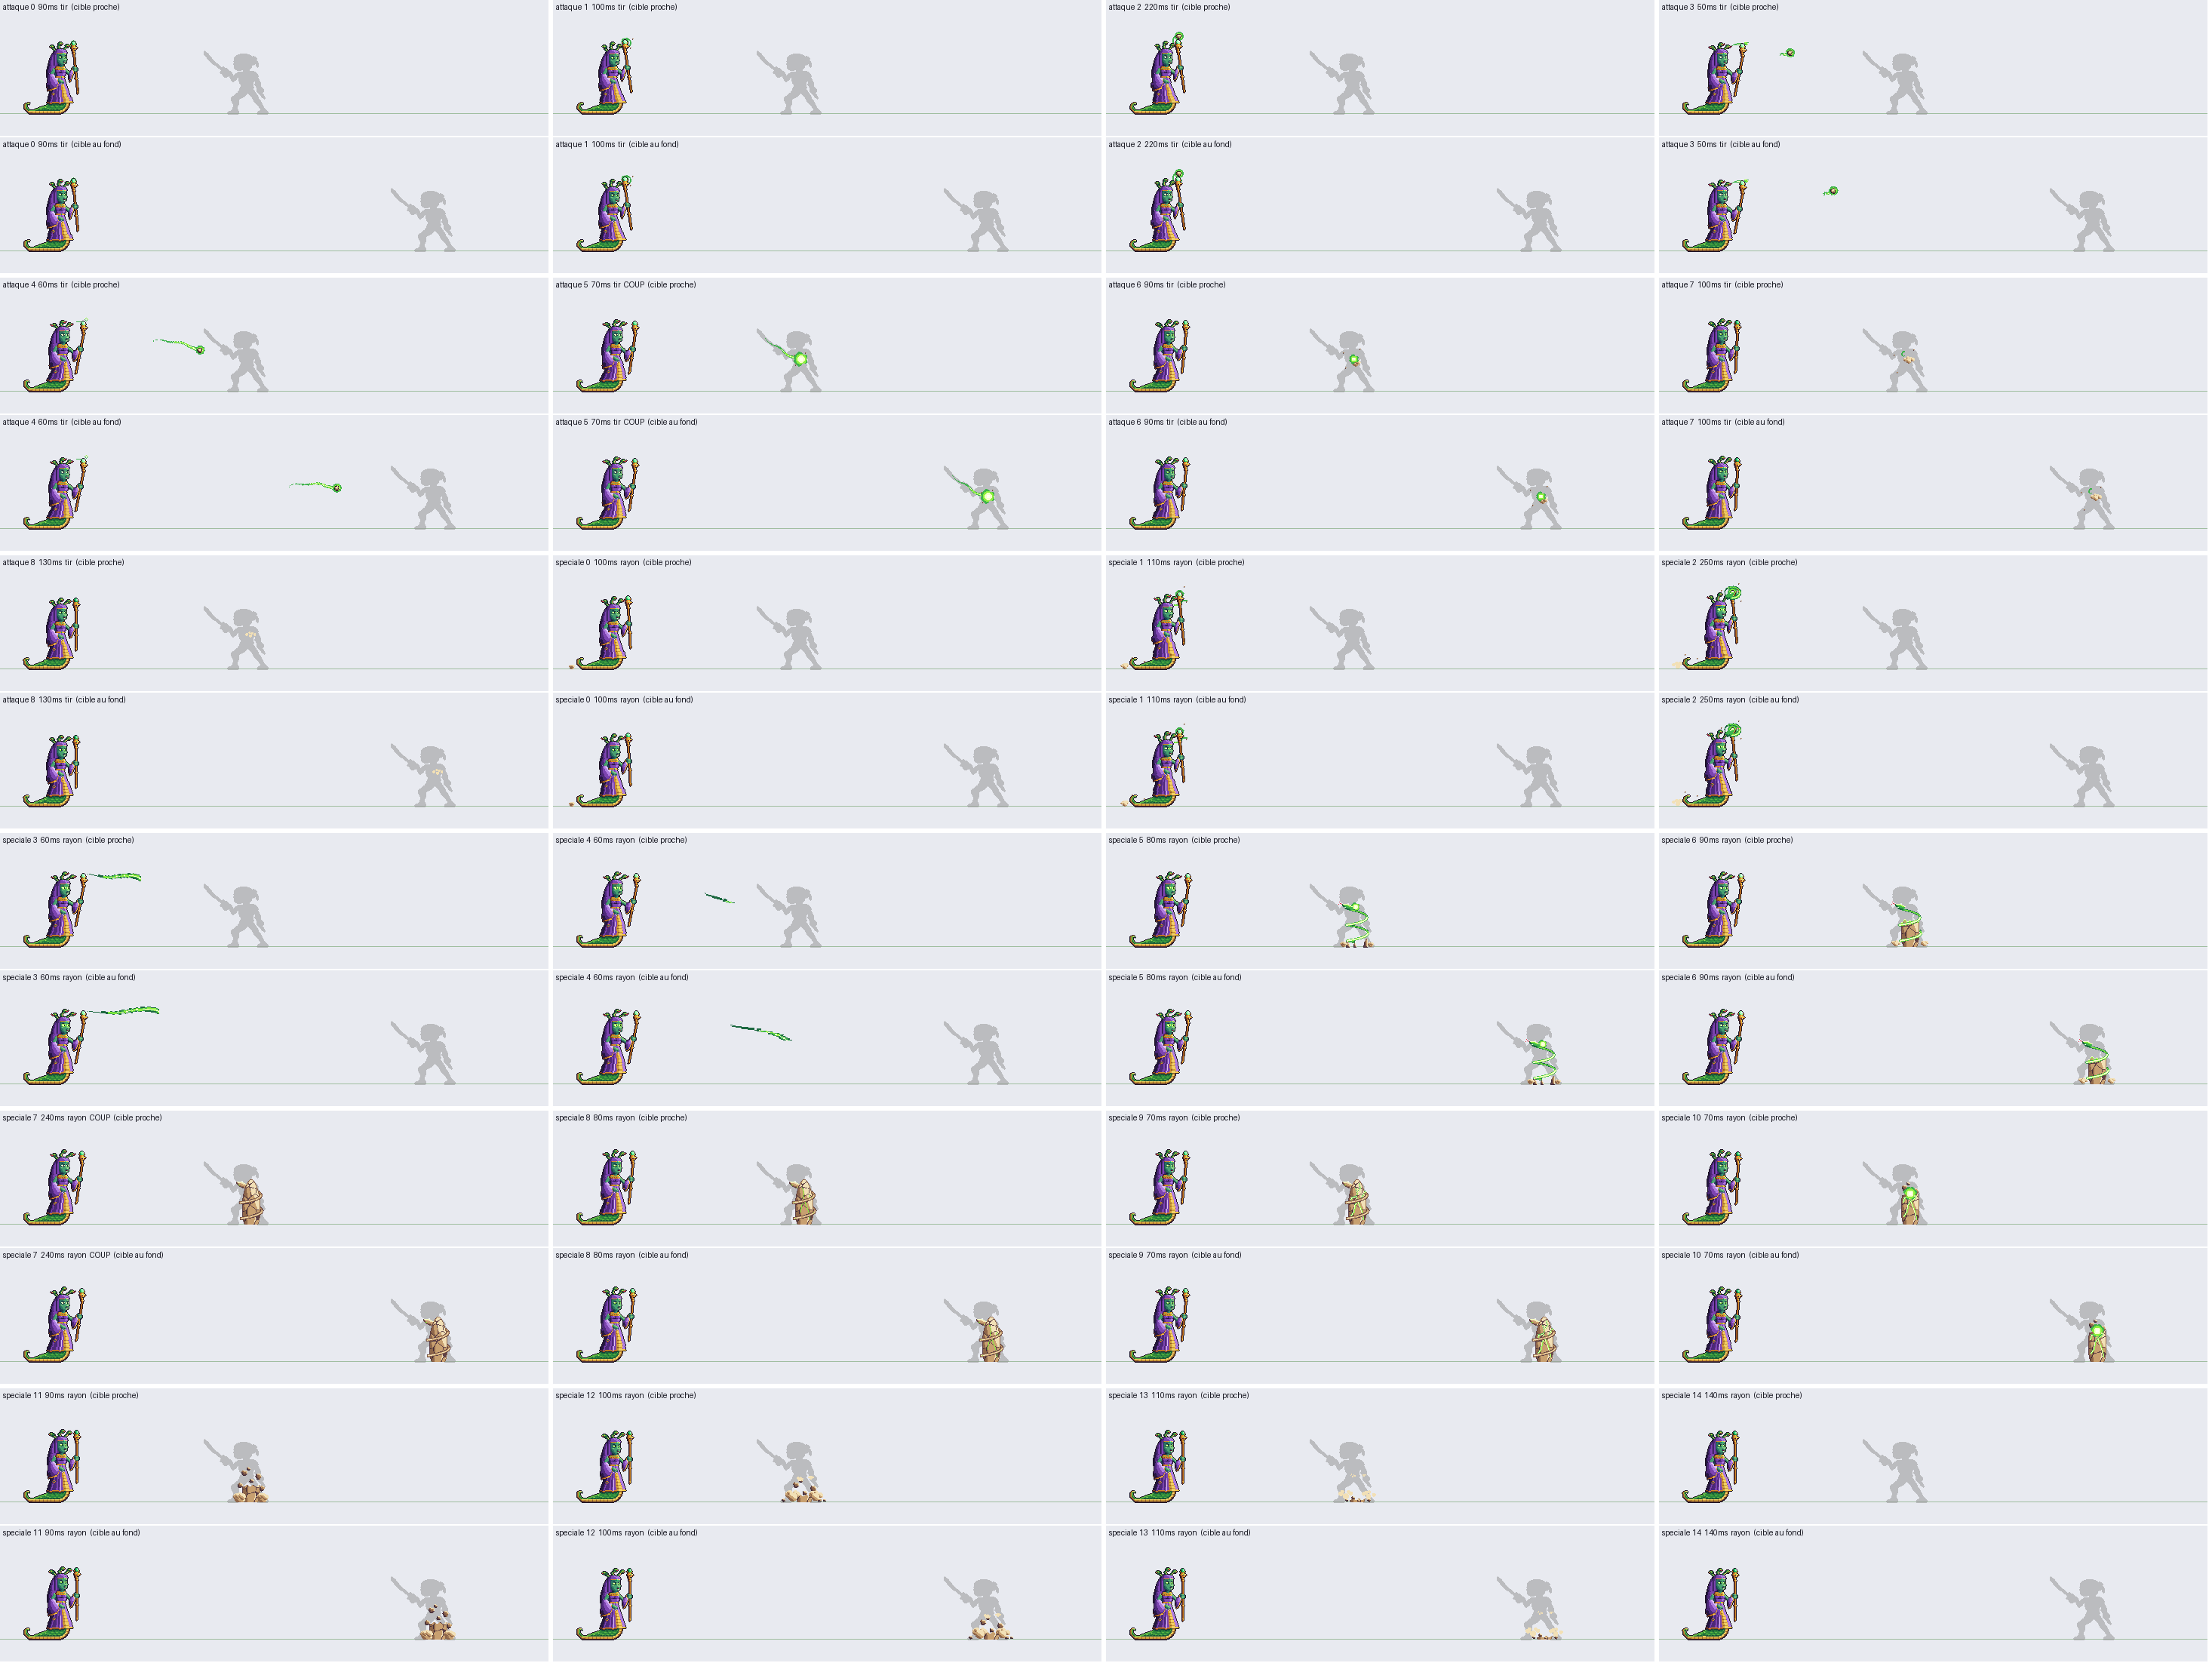 attaque 0 90ms tir (cible proche)
attaque 1 100ms tir (cible proche)
attaque 2 220ms tir (cible proche)
attaque 3 50ms tir (cible proche)
attaque 0 90ms tir (cible au fond)
attaque 1 100ms tir (cible au fond)
attaque 2 220ms tir (cible au fond)
attaque 3 50ms tir (cible au fond)
attaque 4 60ms tir (cible proche)
attaque 5 70ms tir COUP (cible proche)
attaque 6 90ms tir (cible proche)
attaque 7 100ms tir (cible proche)
attaque 4 60ms tir (cible au fond)
attaque 5 70ms tir COUP (cible au fond)
attaque 6 90ms tir (cible au fond)
attaque 7 100ms tir (cible au fond)
attaque 8 130ms tir (cible proche)
speciale 0 100ms rayon (cible proche)
speciale 1 110ms rayon (cible proche)
speciale 2 250ms rayon (cible proche)
attaque 8 130ms tir (cible au fond)
speciale 0 100ms rayon (cible au fond)
speciale 1 110ms rayon (cible au fond)
speciale 2 250ms rayon (cible au fond)
speciale 3 60ms rayon (cible proche)
speciale 4 60ms rayon (cible proche)
speciale 5 80ms rayon (cible proche)
speciale 6 90ms rayon (cible proche)
speciale 3 60ms rayon (cible au fond)
speciale 4 60ms rayon (cible au fond)
speciale 5 80ms rayon (cible au fond)
speciale 6 90ms rayon (cible au fond)
speciale 7 240ms rayon COUP (cible proche)
speciale 8 80ms rayon (cible proche)
speciale 9 70ms rayon (cible proche)
speciale 10 70ms rayon (cible proche)
speciale 7 240ms rayon COUP (cible au fond)
speciale 8 80ms rayon (cible au fond)
speciale 9 70ms rayon (cible au fond)
speciale 10 70ms rayon (cible au fond)
speciale 11 90ms rayon (cible proche)
speciale 12 100ms rayon (cible proche)
speciale 13 110ms rayon (cible proche)
speciale 14 140ms rayon (cible proche)
speciale 11 90ms rayon (cible au fond)
speciale 12 100ms rayon (cible au fond)
speciale 13 110ms rayon (cible au fond)
speciale 14 140ms rayon (cible au fond)